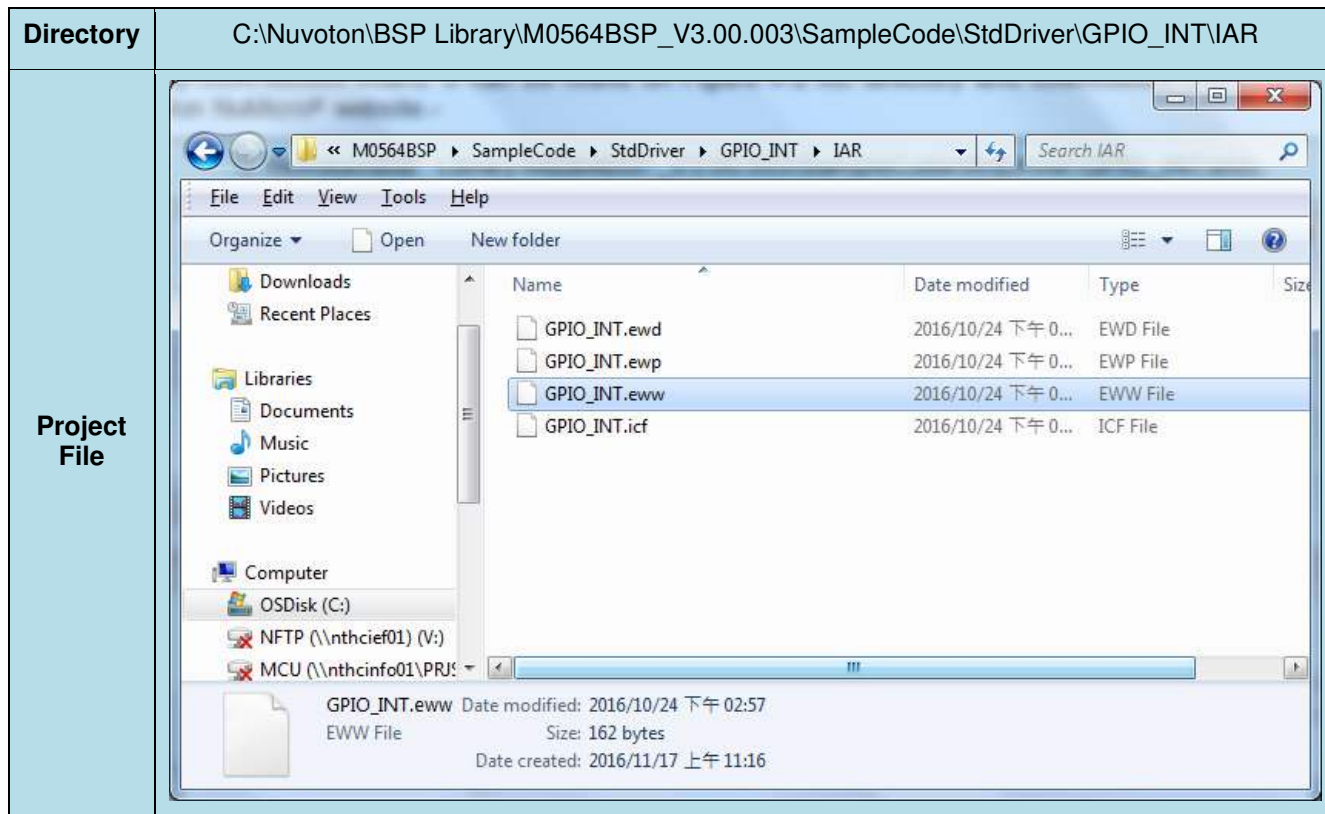 Directory
C:\Nuvoton\BSP Library\M0564BSP_V3.00.003\SampleCode\StdDriver\GPIO_INT\IAR
Project
File
« M0564BSP ▸ SampleCode ▸ StdDriver ▸ GPIO_INT ▸ IAR
Search IAR
File Edit View Tools Help
Organize ▾ Open New folder
Downloads
Recent Places
Libraries
Documents
Music
Pictures
Videos
Computer
OSDisk (C:)
NFTP (\\nthcief01) (V:)
MCU (\\nthcinfo01\PRJS
Name Date modified Type Size
GPIO_INT.ewd 2016/10/24 下午 0... EWD File
GPIO_INT.ewp 2016/10/24 下午 0... EWP File
GPIO_INT.eww 2016/10/24 下午 0... EWW File
GPIO_INT.icf 2016/10/24 下午 0... ICF File
GPIO_INT.eww Date modified: 2016/10/24 下午 02:57
EWW File Size: 162 bytes
Date created: 2016/11/17 上午 11:16